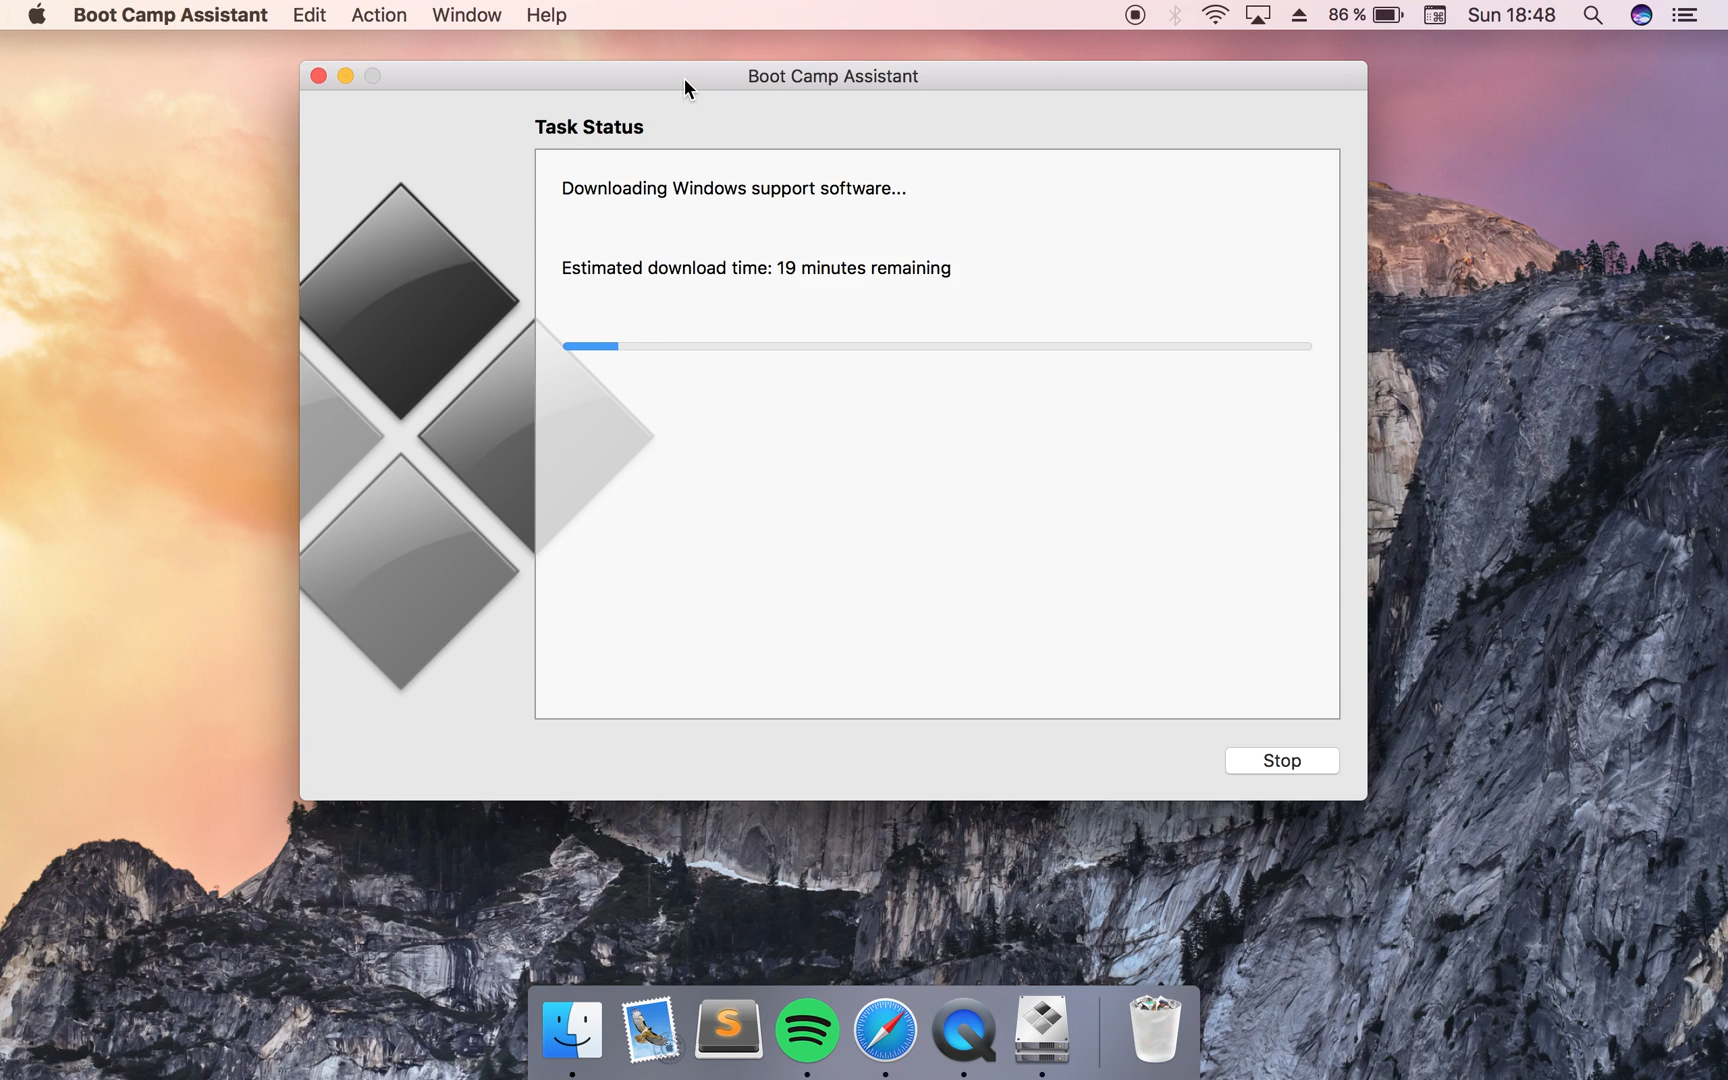 Boot Camp Assistant Edit Action Window Help 86 % Sun 18:48
Boot Camp Assistant
Task Status
Downloading Windows support software...
Estimated download time: 19 minutes remaining
Stop
S